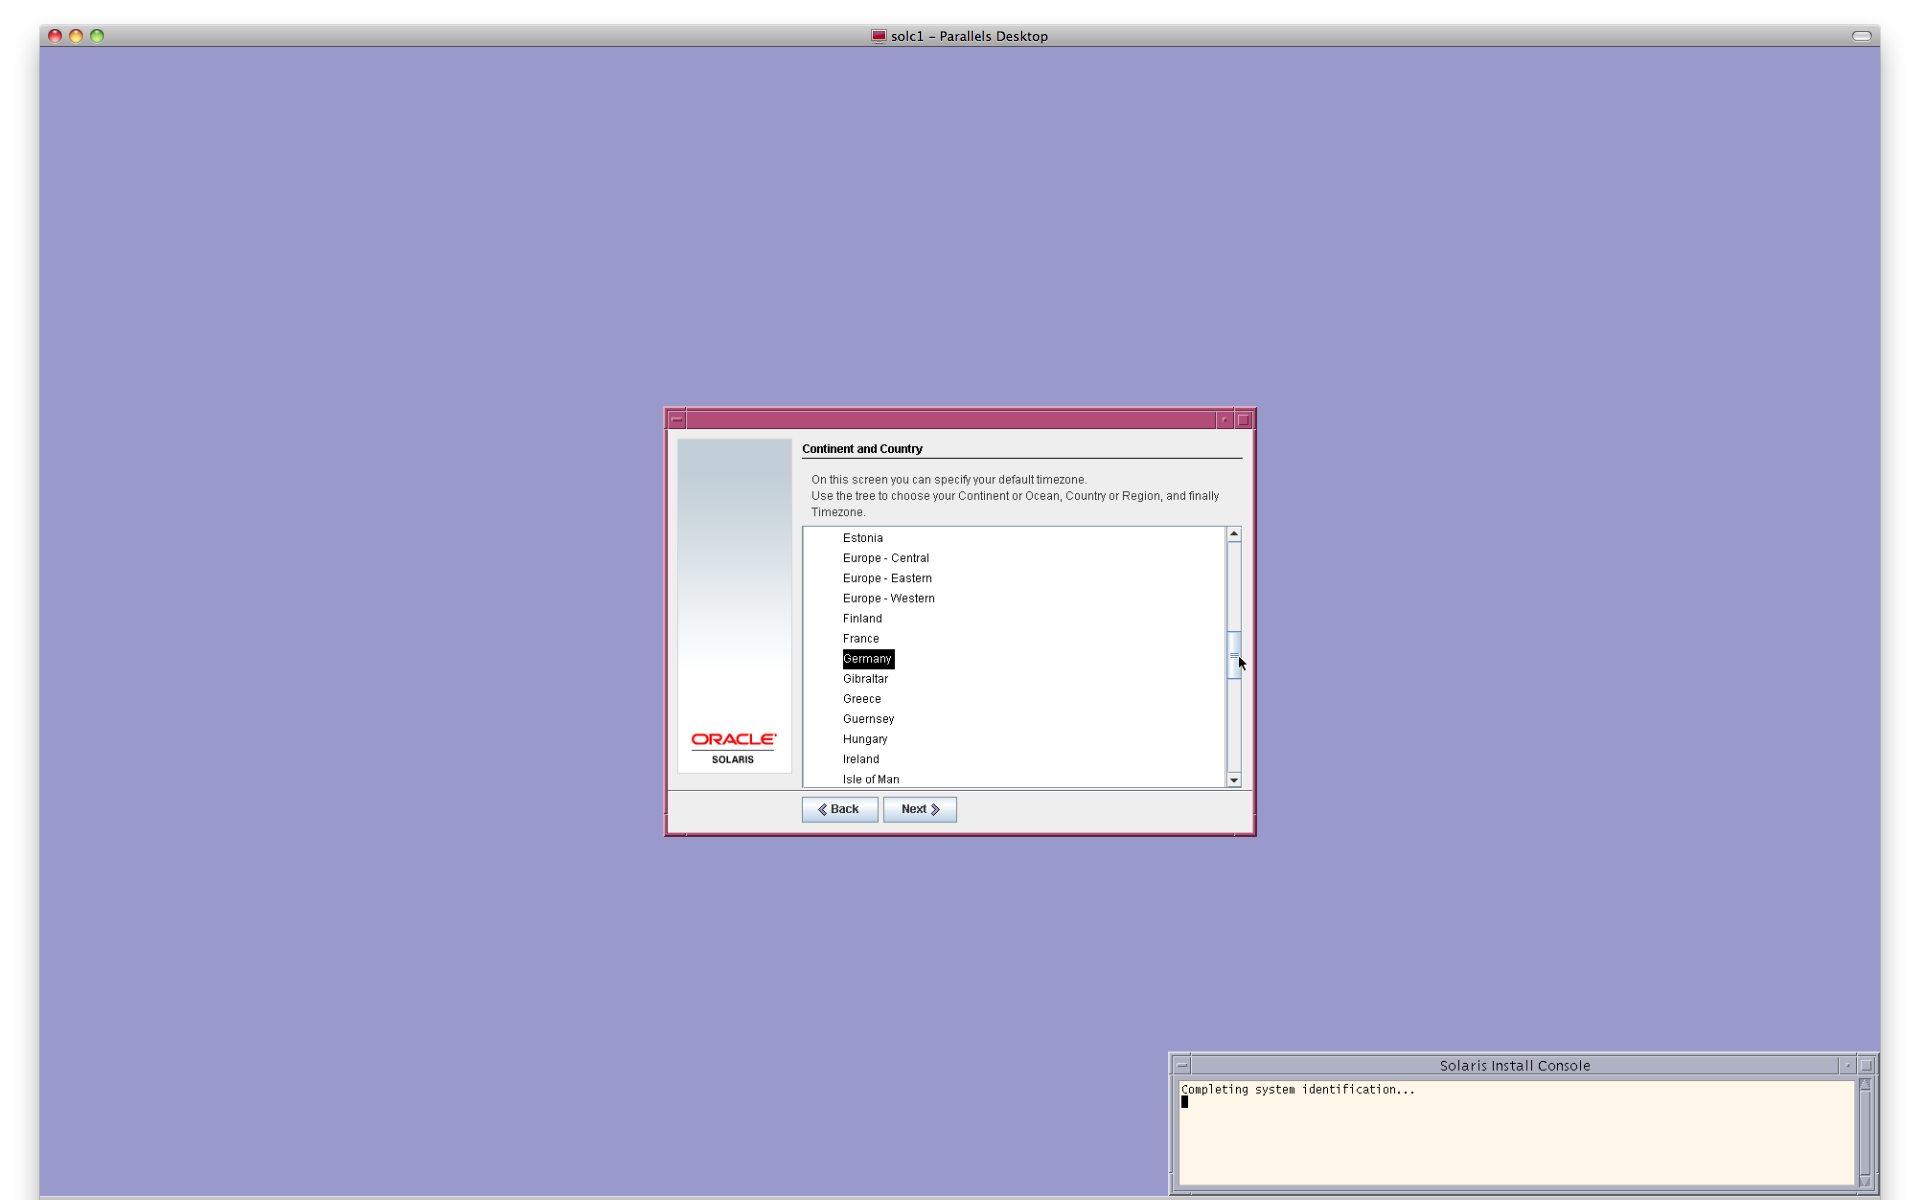 solc1 – Parallels Desktop
Continent and Country
On this screen you can specify your default timezone.
Use the tree to choose your Continent or Ocean, Country or Region, and finally
Timezone.
Estonia
Europe - Central
Europe - Eastern
Europe - Western
Finland
France
Germany
Gibraltar
Greece
Guernsey
Hungary
Ireland
Isle of Man
ORACLE
SOLARIS
Back
Next
Solaris Install Console
Completing system identification...